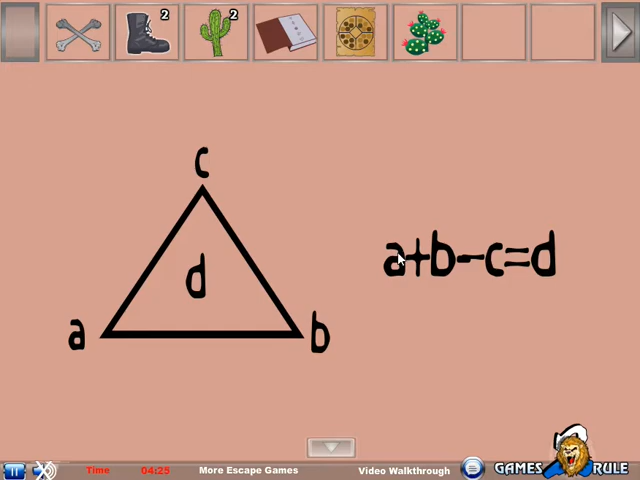 2
2
c
d
a+b-c=d
a
b
Time 04:25 More Escape Games Video Walkthrough GAMES RULE